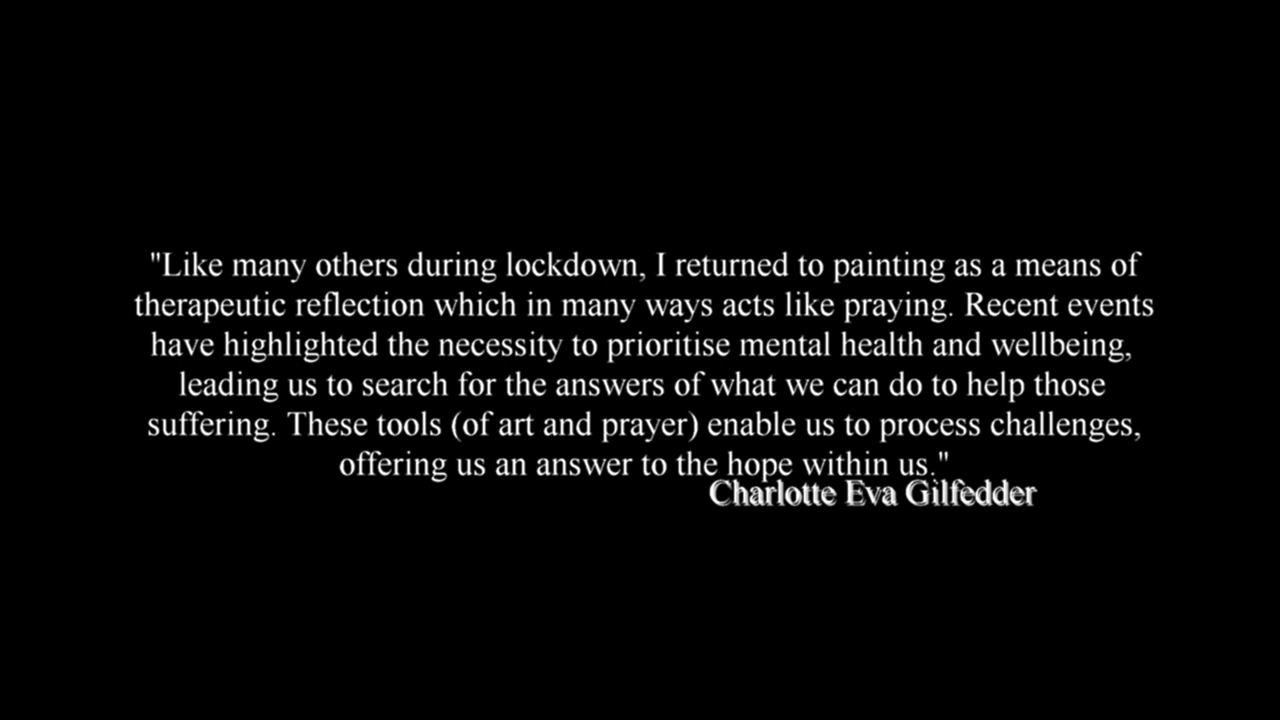 "Like many others during lockdown, I returned to painting as a means of
therapeutic reflection which in many ways acts like praying. Recent events
have highlighted the necessity to prioritise mental health and wellbeing,
leading us to search for the answers of what we can do to help those
suffering. These tools (of art and prayer) enable us to process challenges,
offering us an answer to the hope within us."
Charlotte Eva Gilfedder